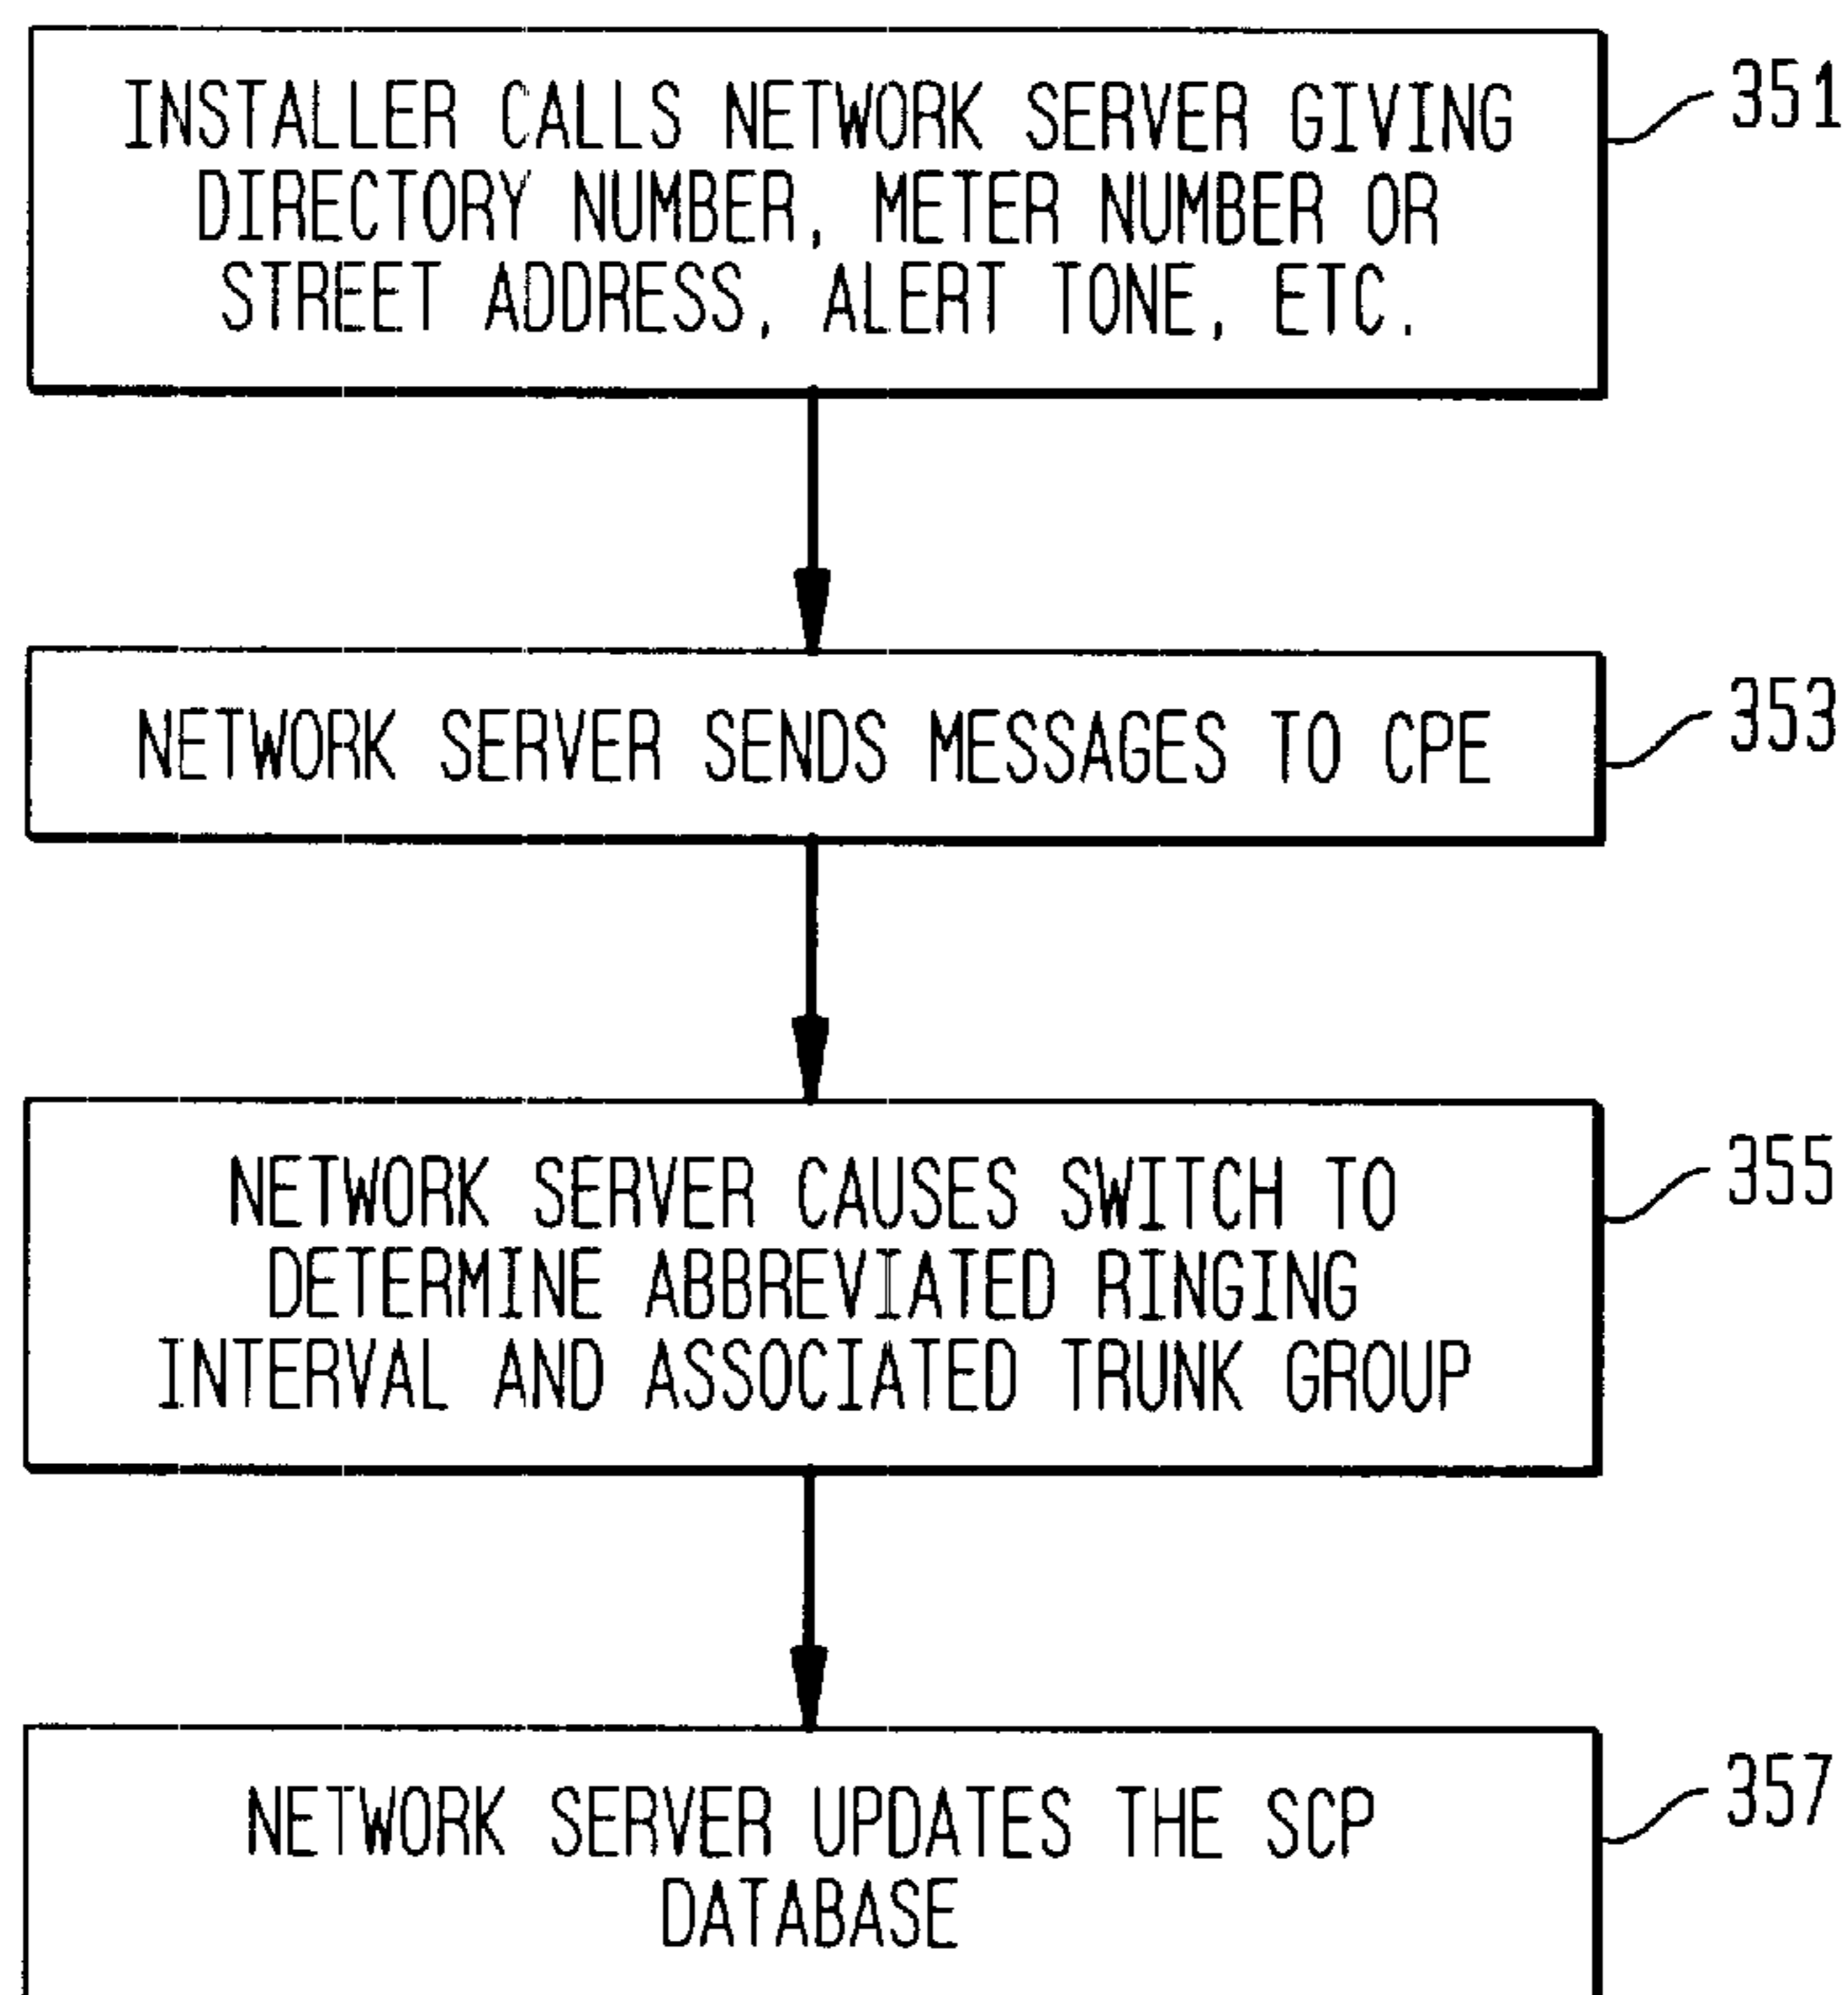 INSTALLER CALLS NETWORK SERVER GIVING
DIRECTORY NUMBER, METER NUMBER OR
STREET ADDRESS, ALERT TONE, ETC.
351
NETWORK SERVER SENDS MESSAGES TO CPE
353
NETWORK SERVER CAUSES SWITCH TO
DETERMINE ABBREVIATED RINGING
INTERVAL AND ASSOCIATED TRUNK GROUP
355
NETWORK SERVER UPDATES THE SCP
DATABASE
357